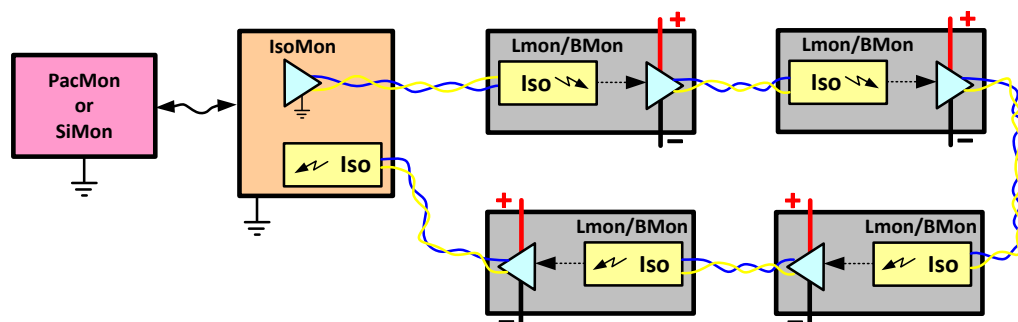 PacMon
or
SiMon
IsoMon
Iso
Lmon/BMon
Iso
+
−
Lmon/BMon
Iso
+
−
Lmon/BMon
Iso
+
−
Lmon/BMon
Iso
+
−